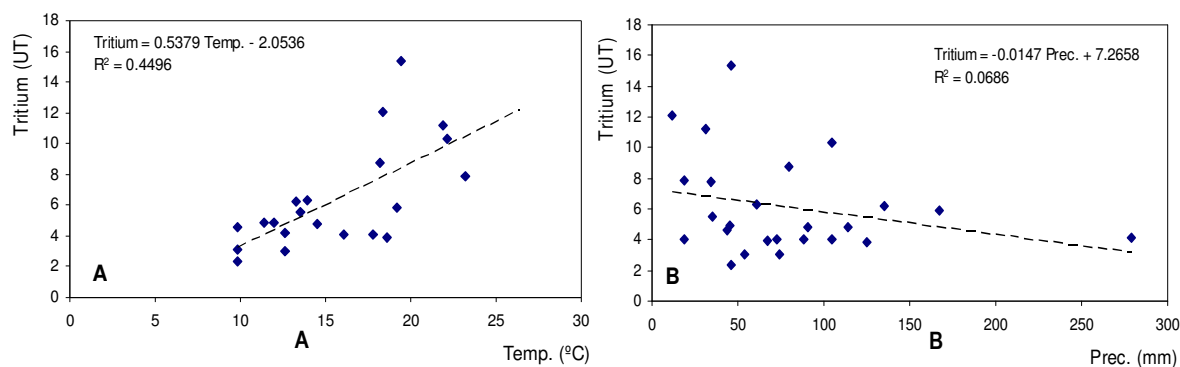 18
16
14
12
10
8
6
4
2
0
Tritium (UT)
Tritium = 0.5379 Temp. - 2.0536
R² = 0.4496
A
0 5 10 15 20 25 30
A
Temp. (ºC)
18
16
14
12
10
8
6
4
2
0
Tritium (UT)
Tritium = -0.0147 Prec. + 7.2658
R² = 0.0686
B
0 50 100 150 200 250 300
B
Prec. (mm)